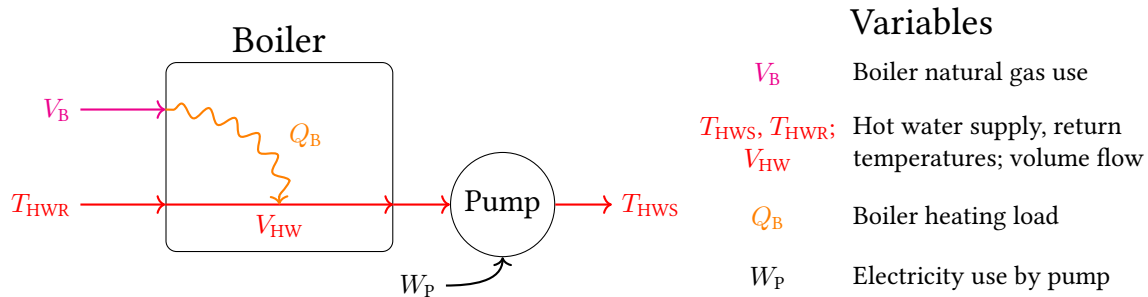 Boiler
V_B
Q_B
T_HWR
V_HW
Pump
T_HWS
W_P
Variables
V_B Boiler natural gas use
T_HWS, T_HWR; Hot water supply, return
V_HW temperatures; volume flow
Q_B Boiler heating load
W_P Electricity use by pump